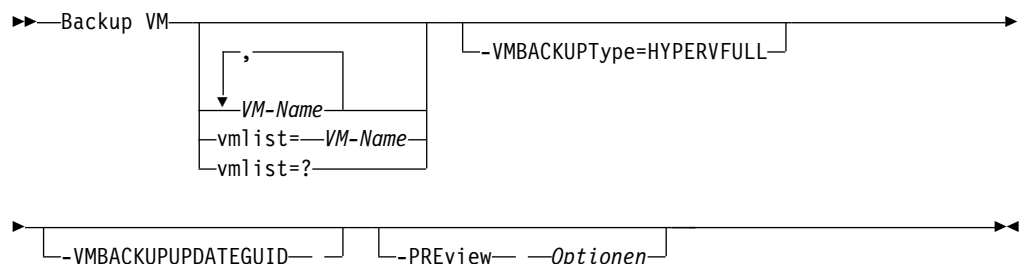 Backup VM
,
VM-Name
vmlist= VM-Name
vmlist=?
-VMBACKUPType=HYPERVFULL
-VMBACKUPUPDATEGUID
-PREview Optionen